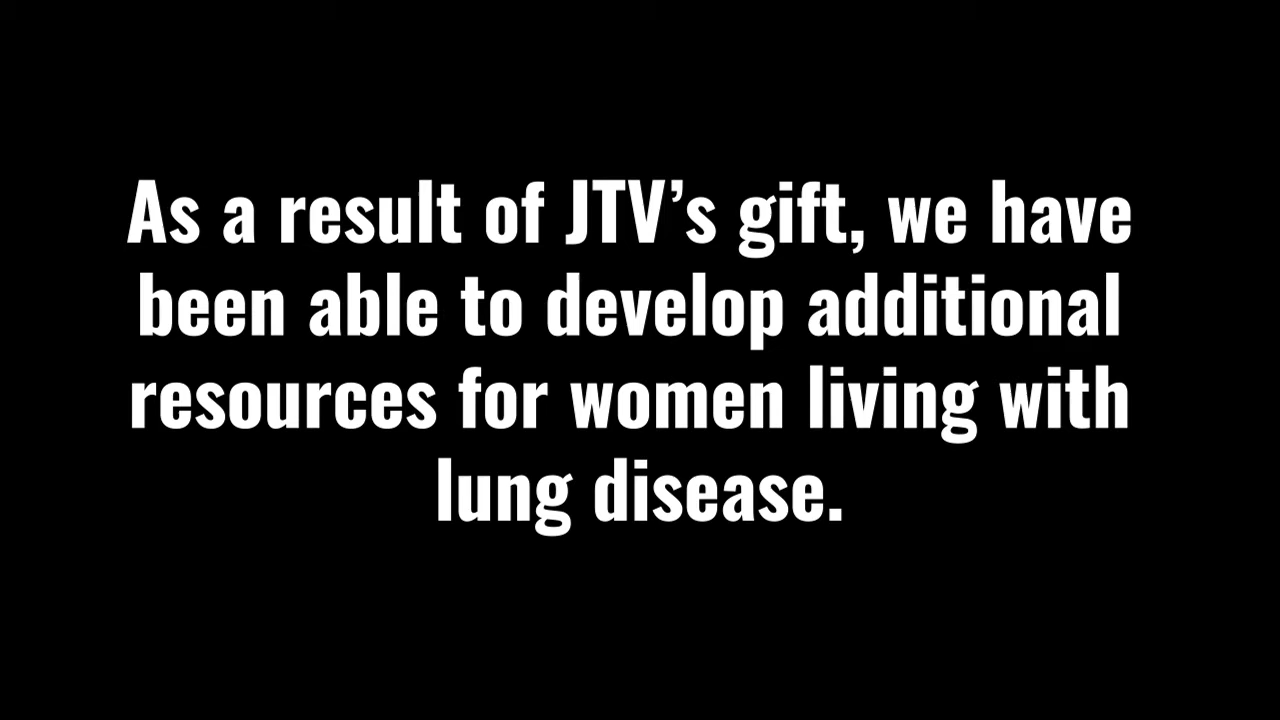 As a result of JTV’s gift, we have
been able to develop additional
resources for women living with
lung disease.